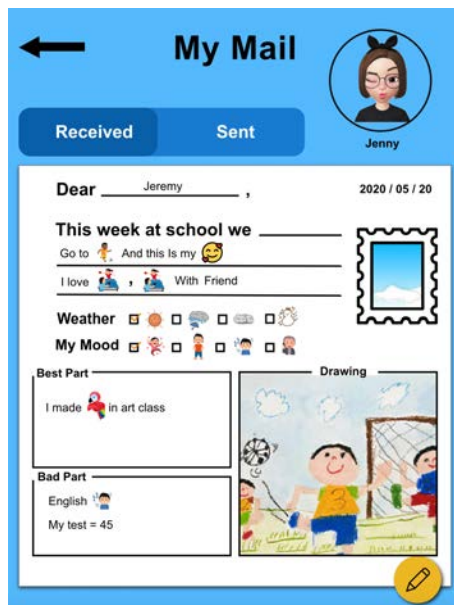 My Mail
Received Sent
Jenny
Dear Jeremy ,
2020 / 05 / 20
This week at school we
Go to And this Is my
I love , With Friend
Weather
My Mood
Best Part
I made in art class
Drawing
3
Bad Part
English
My test = 45